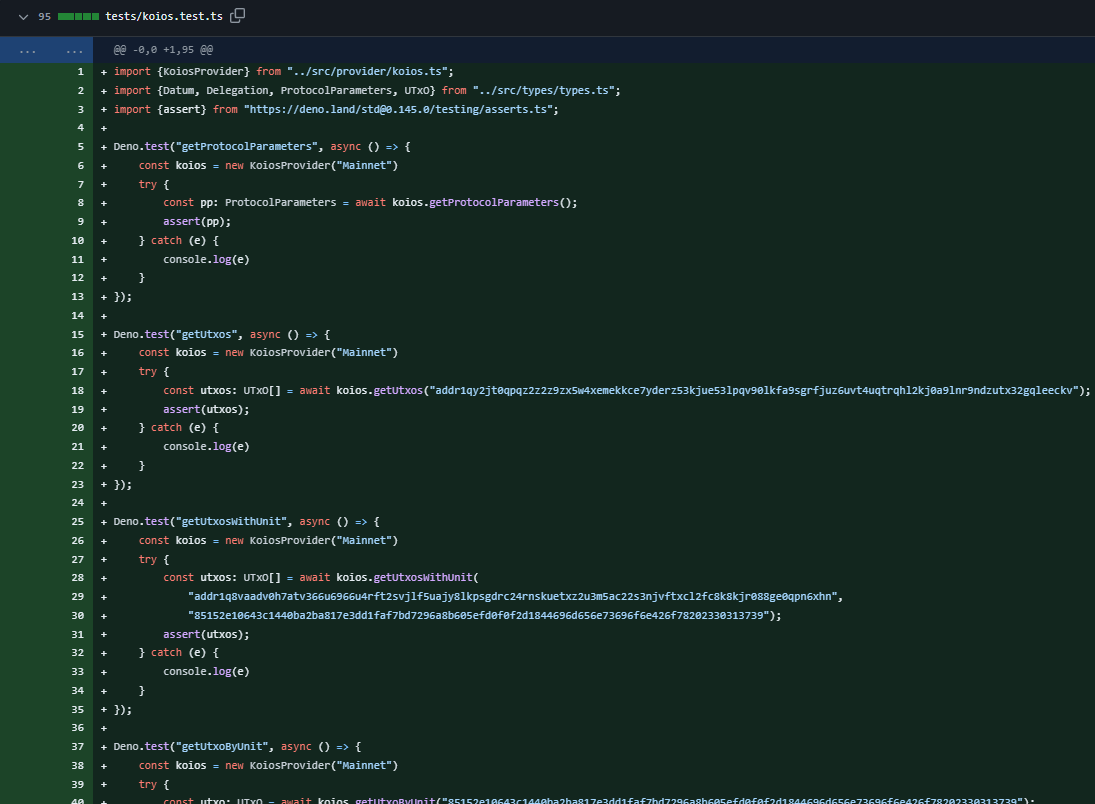 95 tests/koios.test.ts
... ... @@ -0,0 +1,95 @@
1 + import {KoiosProvider} from "../src/provider/koios.ts";
2 + import {Datum, Delegation, ProtocolParameters, UTxO} from "../src/types/types.ts";
3 + import {assert} from "https://deno.land/std@0.145.0/testing/asserts.ts";
4 +
5 + Deno.test("getProtocolParameters", async () => {
6 +     const koios = new KoiosProvider("Mainnet")
7 +     try {
8 +         const pp: ProtocolParameters = await koios.getProtocolParameters();
9 +         assert(pp);
10 +     } catch (e) {
11 +         console.log(e)
12 +     }
13 + });
14 +
15 + Deno.test("getUtxos", async () => {
16 +     const koios = new KoiosProvider("Mainnet")
17 +     try {
18 +         const utxos: UTxO[] = await koios.getUtxos("addr1qy2jt0qpqz2z2z9zx5w4xemekkce7yderz53kjue53lpqv90lkfa9sgrfjuz6uvt4uqtrqhl2kj0a9lnr9ndzutx32gqleeckv");
19 +         assert(utxos);
20 +     } catch (e) {
21 +         console.log(e)
22 +     }
23 + });
24 +
25 + Deno.test("getUtxosWithUnit", async () => {
26 +     const koios = new KoiosProvider("Mainnet")
27 +     try {
28 +         const utxos: UTxO[] = await koios.getUtxosWithUnit(
29 +             "addr1q8vaadv0h7atv366u6966u4rft2svjlf5uajy8lkpsgdrc24rnskuetxz2u3m5ac22s3njvftxcl2fc8k8kjr088ge0qpn6xhn",
30 +             "85152e10643c1440ba2ba817e3dd1faf7bd7296a8b605efd0f0f2d1844696d656e73696f6e426f78202330313739");
31 +         assert(utxos);
32 +     } catch (e) {
33 +         console.log(e)
34 +     }
35 + });
36 +
37 + Deno.test("getUtxoByUnit", async () => {
38 +     const koios = new KoiosProvider("Mainnet")
39 +     try {
40 +         const utxo: UTxO = await koios.getUtxoByUnit("85152e10643c1440ba2ba817e3dd1faf7bd7296a8b605efd0f0f2d1844696d656e73696f6e426f78202330313739");